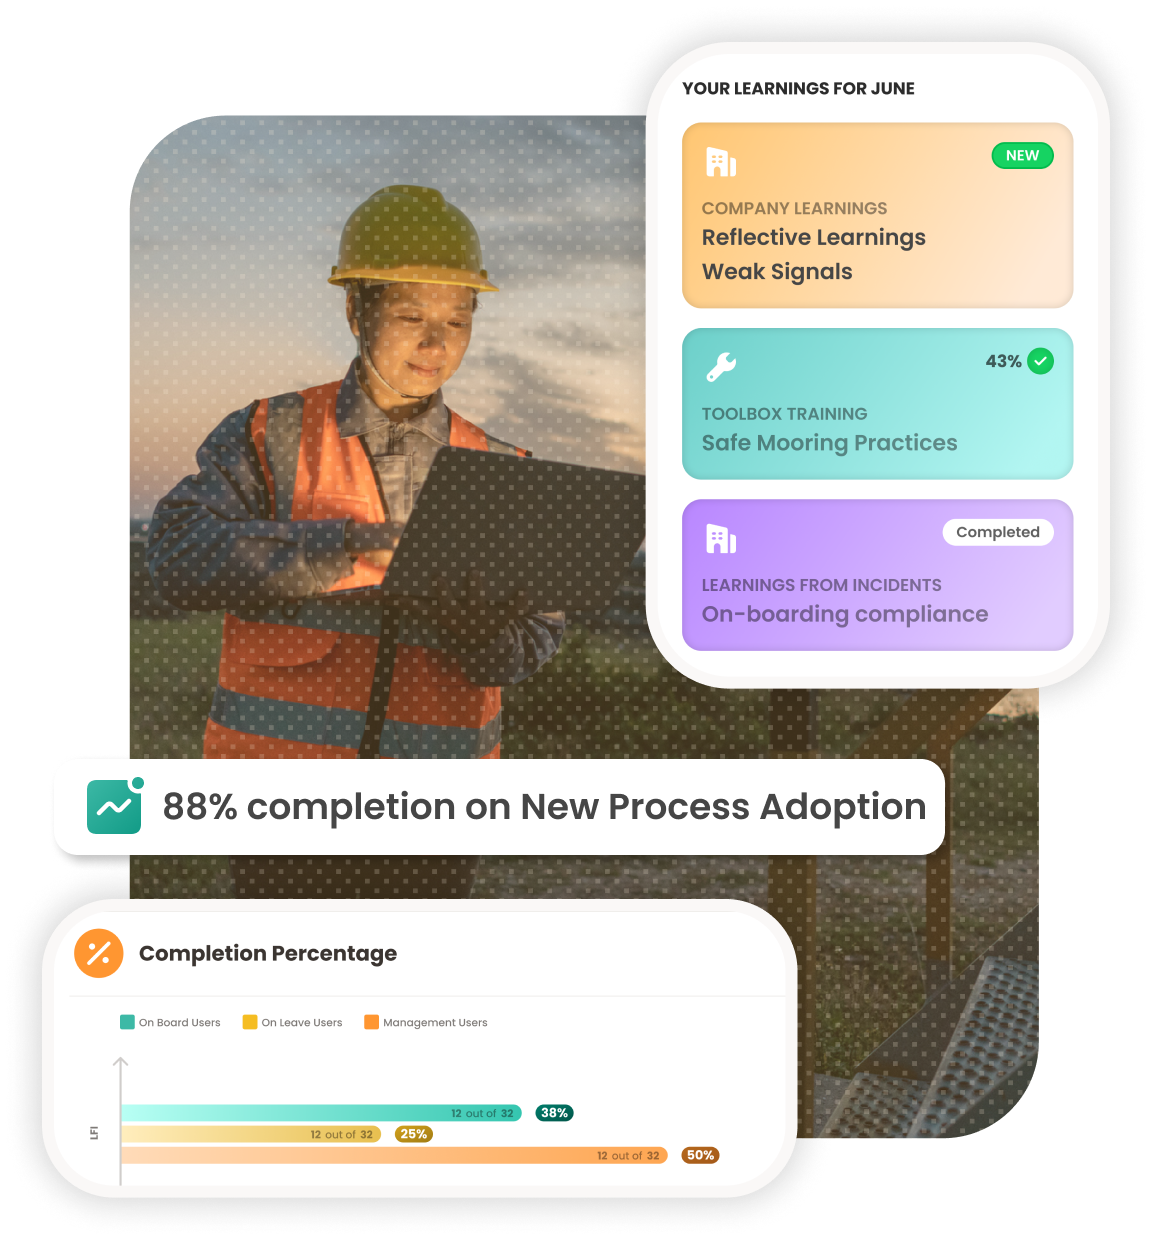 YOUR LEARNINGS FOR JUNE
NEW
COMPANY LEARNINGS
Reflective Learnings
Weak Signals
43%
TOOLBOX TRAINING
Safe Mooring Practices
Completed
LEARNINGS FROM INCIDENTS
On-boarding compliance
88% completion on New Process Adoption
Completion Percentage
On Board Users On Leave Users Management Users
LFI
12 out of 32 38%
12 out of 32 25%
12 out of 32 50%